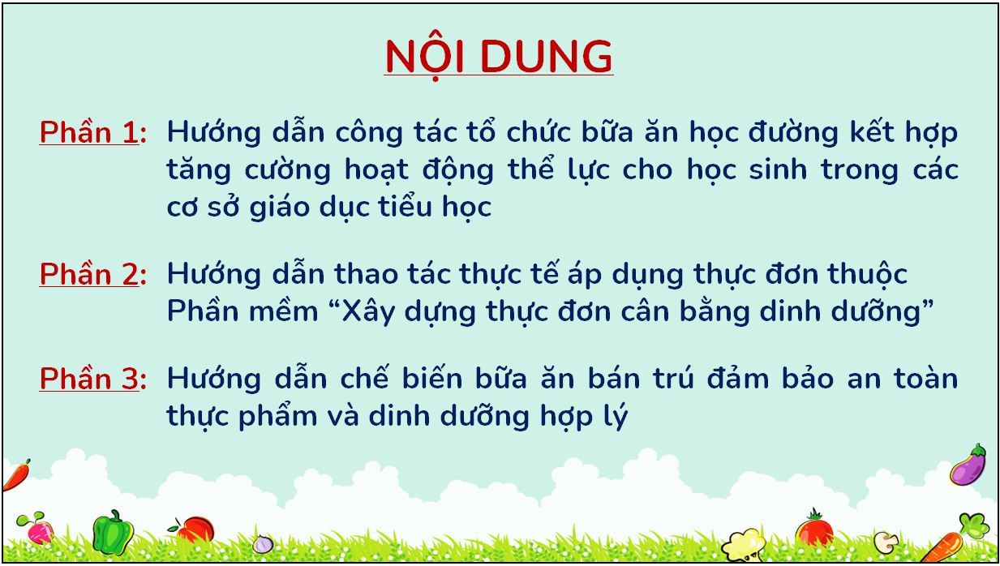 NỘI DUNG
Phần 1: Hướng dẫn công tác tổ chức bữa ăn học đường kết hợp
tăng cường hoạt động thể lực cho học sinh trong các
cơ sở giáo dục tiểu học
Phần 2: Hướng dẫn thao tác thực tế áp dụng thực đơn thuộc
Phần mềm “Xây dựng thực đơn cân bằng dinh dưỡng”
Phần 3: Hướng dẫn chế biến bữa ăn bán trú đảm bảo an toàn
thực phẩm và dinh dưỡng hợp lý